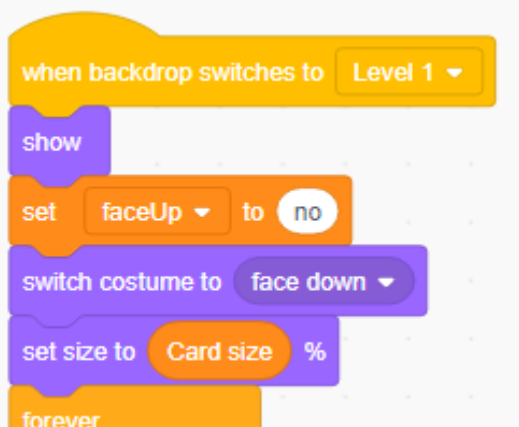 when backdrop switches to Level 1
show
set faceUp to no
switch costume to face down
set size to Card size %
forever